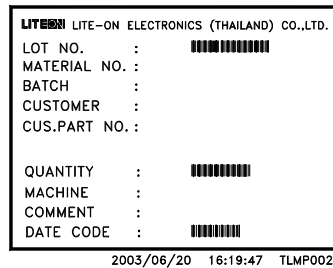 LITEON LITE-ON ELECTRONICS (THAILAND) CO.,LTD.
LOT NO. :
MATERIAL NO. :
BATCH :
CUSTOMER :
CUS.PART NO. :
QUANTITY :
MACHINE :
COMMENT :
DATE CODE :
2003/06/20 16:19:47 TLMP002